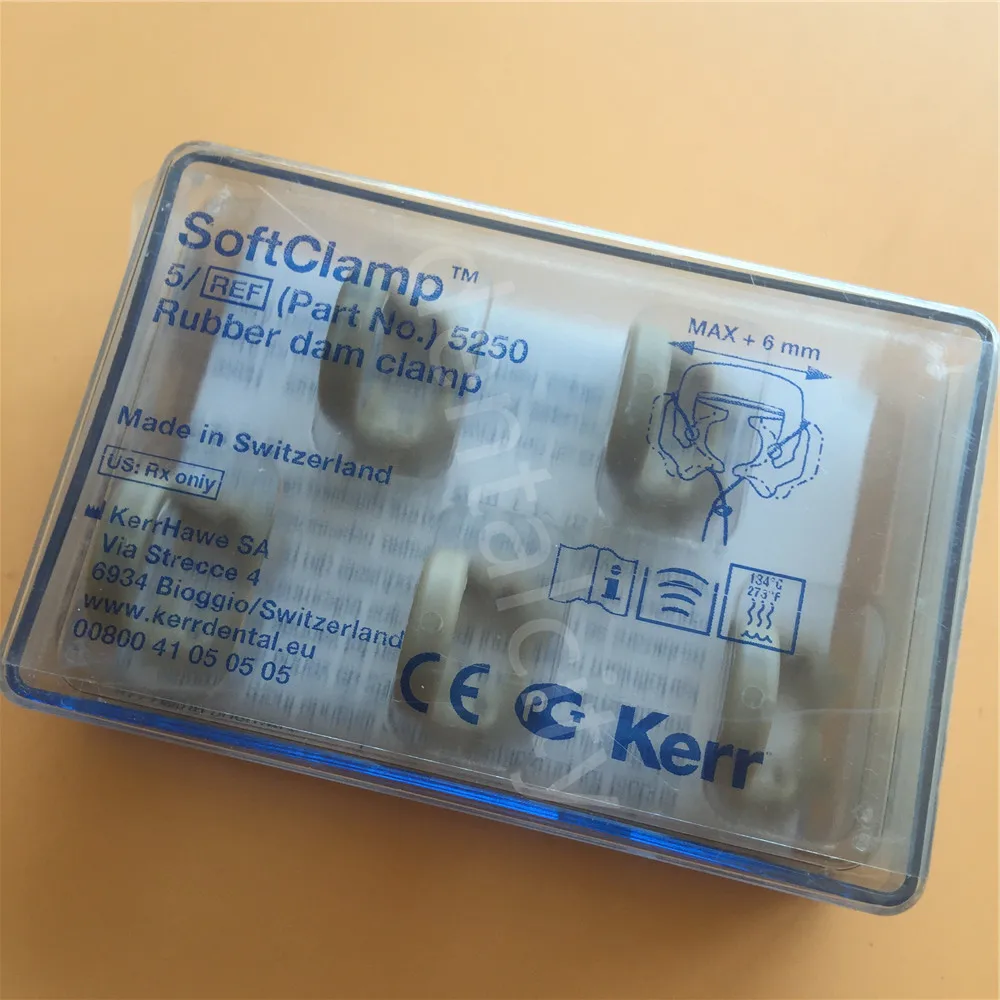 SoftClamp™
5/ REF (Part No.) 5250
Rubber dam clamp
Made in Switzerland
US: Rx only
KerrHawe SA
Via Strecce 4
6934 Bioggio/Switzerland
www.kerrdental.eu
00800 41 05 05 05
MAX + 6 mm
i
134°C
273°F
CE
Kerr